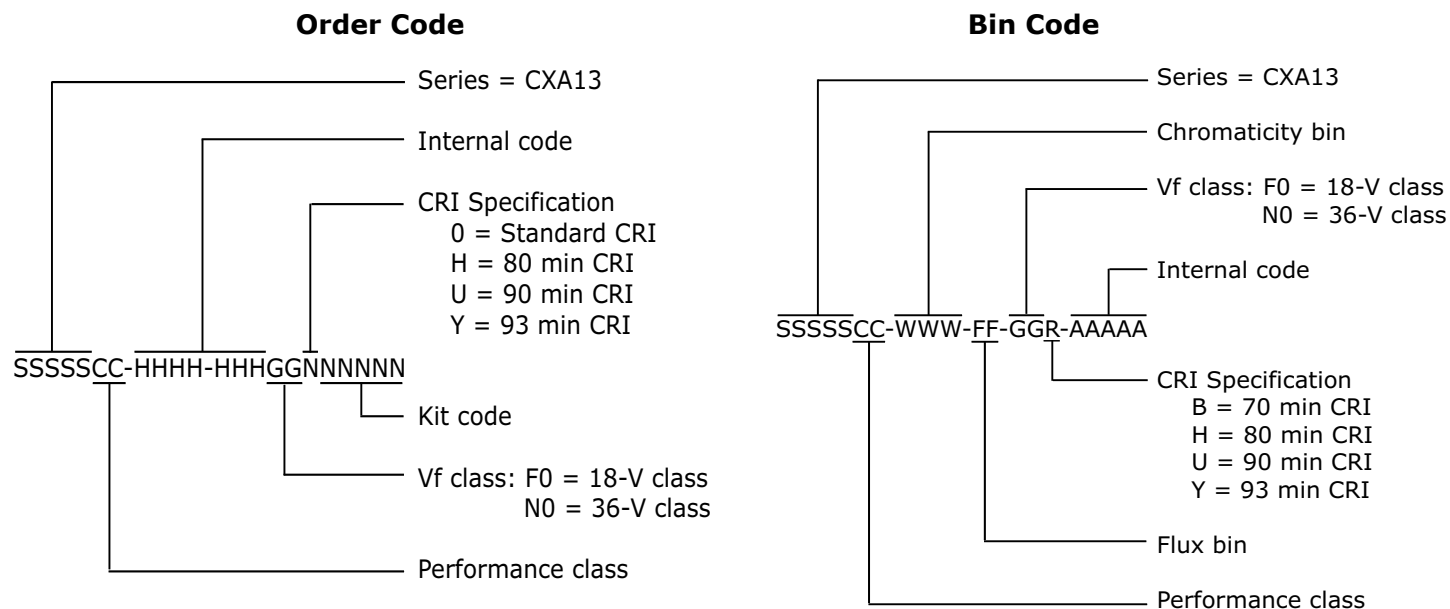 Order Code
Series = CXA13
Internal code
CRI Specification
0 = Standard CRI
H = 80 min CRI
U = 90 min CRI
Y = 93 min CRI
SSSSSCC-HHHH-HHHGGNNNNNN
Kit code
Vf class: F0 = 18-V class
N0 = 36-V class
Performance class
Bin Code
Series = CXA13
Chromaticity bin
Vf class: F0 = 18-V class
N0 = 36-V class
Internal code
SSSSSCC-WWW-FF-GGR-AAAAA
CRI Specification
B = 70 min CRI
H = 80 min CRI
U = 90 min CRI
Y = 93 min CRI
Flux bin
Performance class